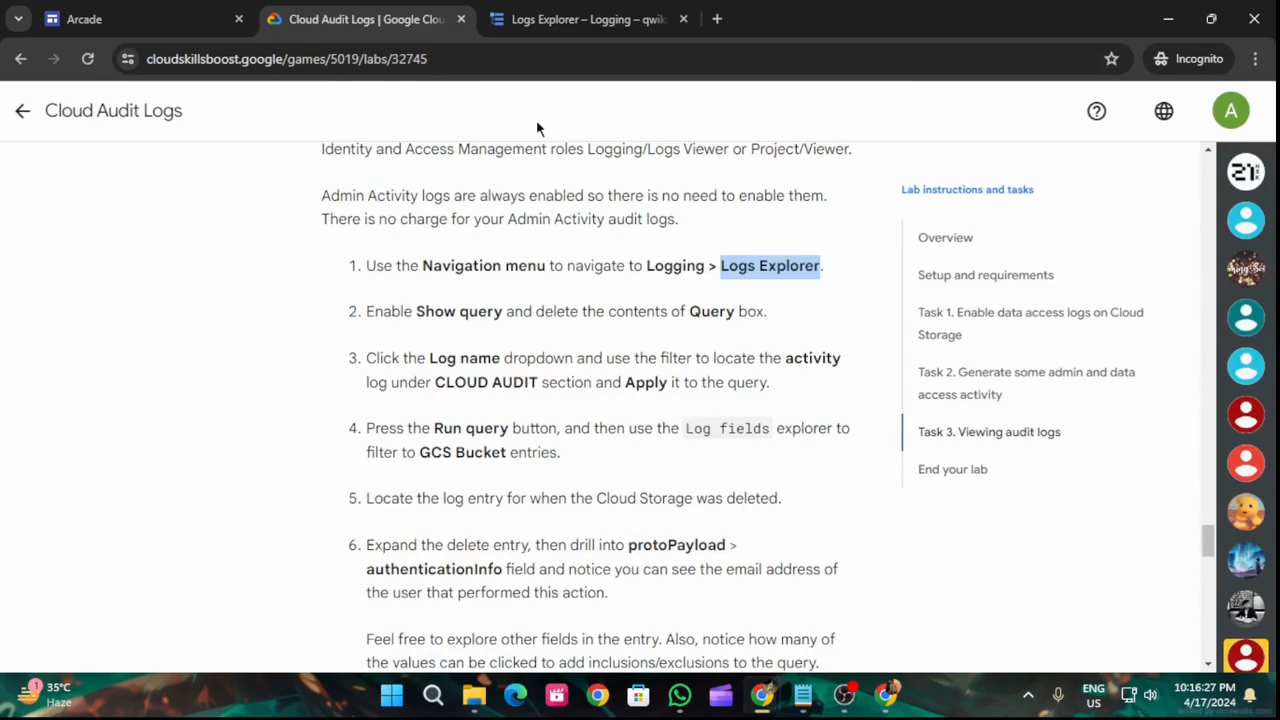 Arcade
Cloud Audit Logs | Google Clou
Logs Explorer – Logging – qwik
cloudskillsboost.google/games/5019/labs/32745
Incognito
Cloud Audit Logs
A
Identity and Access Management roles Logging/Logs Viewer or Project/Viewer.
Admin Activity logs are always enabled so there is no need to enable them.
There is no charge for your Admin Activity audit logs.
1. Use the Navigation menu to navigate to Logging > Logs Explorer.
2. Enable Show query and delete the contents of Query box.
3. Click the Log name dropdown and use the filter to locate the activity
log under CLOUD AUDIT section and Apply it to the query.
4. Press the Run query button, and then use the Log fields explorer to
filter to GCS Bucket entries.
5. Locate the log entry for when the Cloud Storage was deleted.
6. Expand the delete entry, then drill into protoPayload >
authenticationInfo field and notice you can see the email address of
the user that performed this action.
Feel free to explore other fields in the entry. Also, notice how many of
the values can be clicked to add inclusions/exclusions to the query.
Lab instructions and tasks
Overview
Setup and requirements
Task 1. Enable data access logs on Cloud
Storage
Task 2. Generate some admin and data
access activity
Task 3. Viewing audit logs
End your lab
21
1
35°C
Haze
ENG
US
10:16:27 PM
4/17/2024